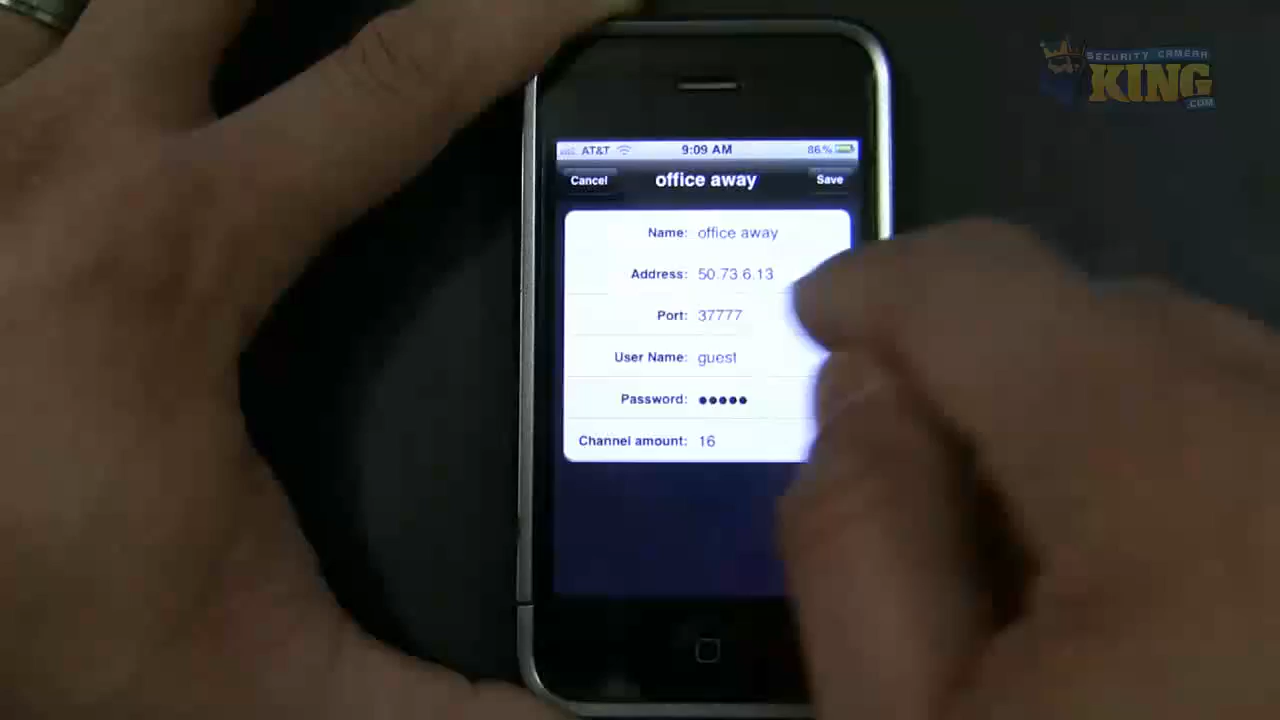 SECURITY CAMERA
KING
.COM
AT&T 9:09 AM 86%
Cancel office away Save
Name: office away
Address: 50.73.6.13
Port: 37777
User Name: guest
Password: •••••
Channel amount: 16